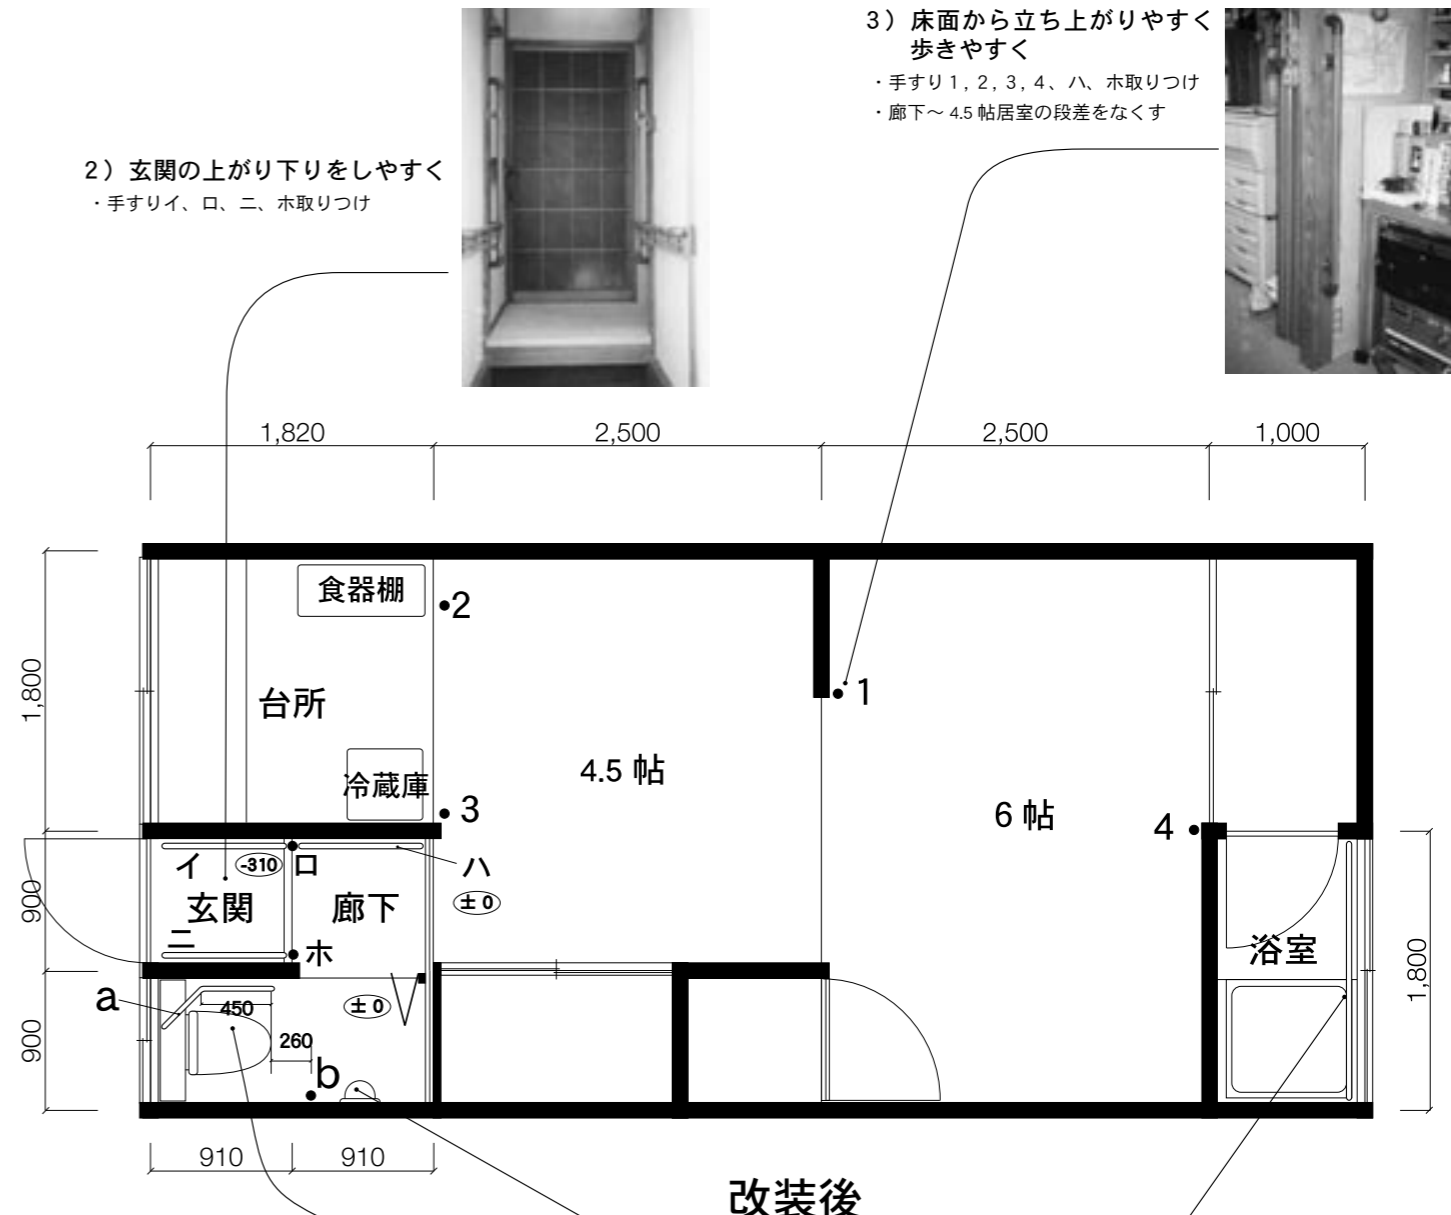 3）床面から立ち上がりやすく
歩きやすく
・手すり1, 2, 3, 4、ハ、ホ取りつけ
・廊下〜 4.5 帖居室の段差をなくす
2）玄関の上がり下りをしやすく
・手すりイ、ロ、ニ、ホ取りつけ
1,820
2,500
2,500
1,000
食器棚
2
1,800
台所
1
4.5 帖
冷蔵庫
3
6 帖
4
イ
-310
ロ
ハ
900
玄関
廊下
± 0
ニ
ホ
浴室
1,800
a
450
± 0
900
260
b
910
910
改装後